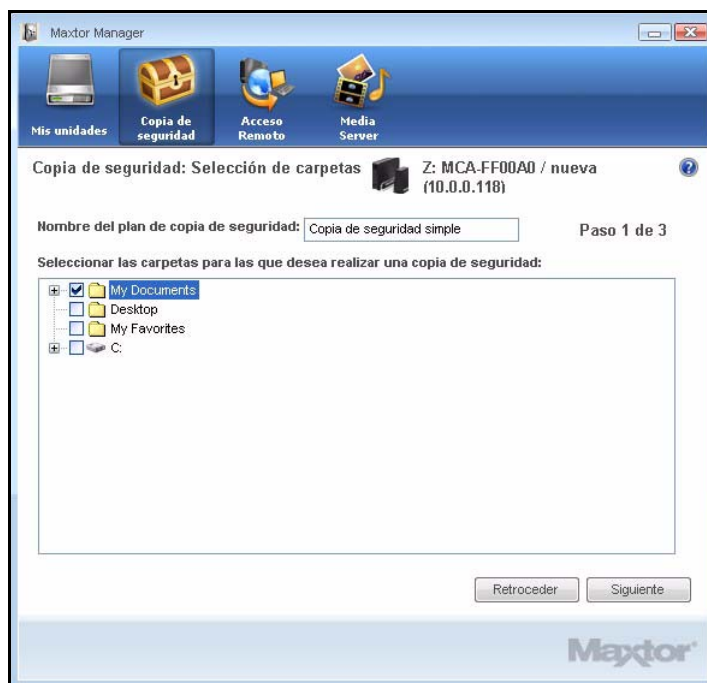 Maxtor Manager
Mis unidades
Copia de
seguridad
Acceso
Remoto
Media
Server
Copia de seguridad: Selección de carpetas
Z: MCA-FF00A0 / nueva
(10.0.0.118)
?
Nombre del plan de copia de seguridad:
Copia de seguridad simple
Paso 1 de 3
Seleccionar las carpetas para las que desea realizar una copia de seguridad:
My Documents
Desktop
My Favorites
C:
Retroceder
Siguiente
Maxtor